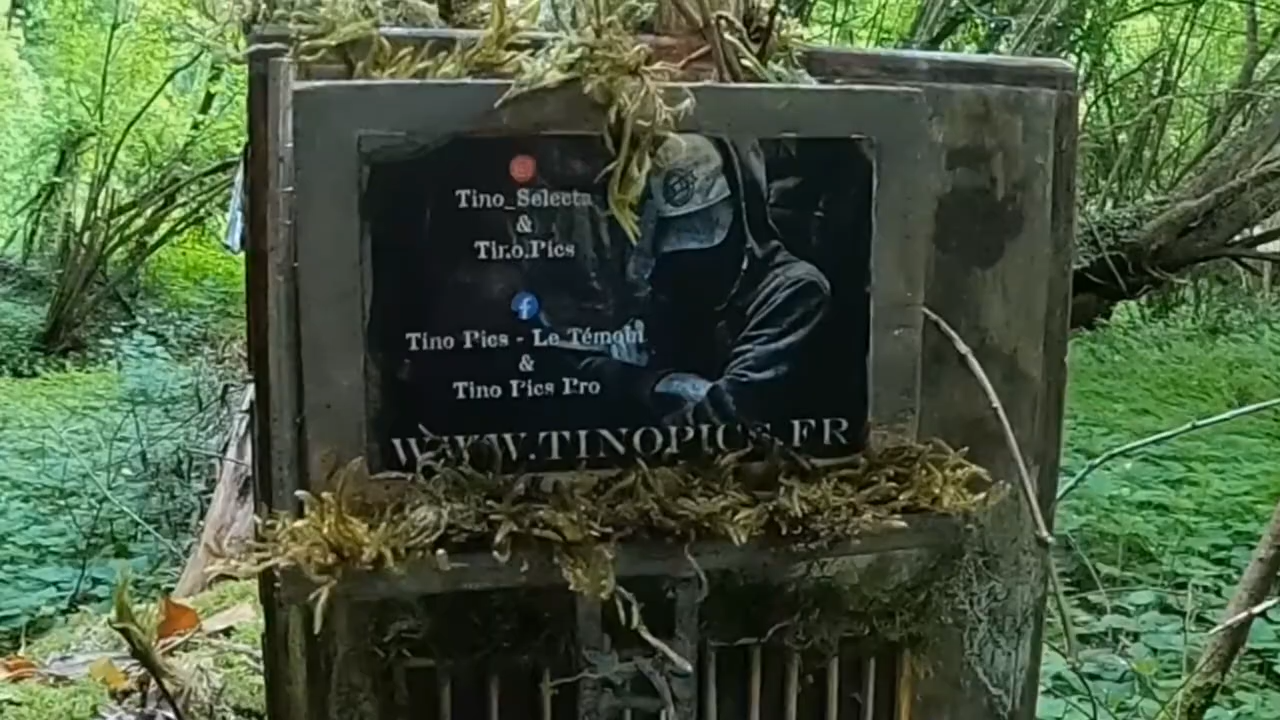 Tino_Selecta
&
Tino.Pics
Tino Pics - Le Témoin
&
Tino Pics Pro
WWW.TINOPICS.FR